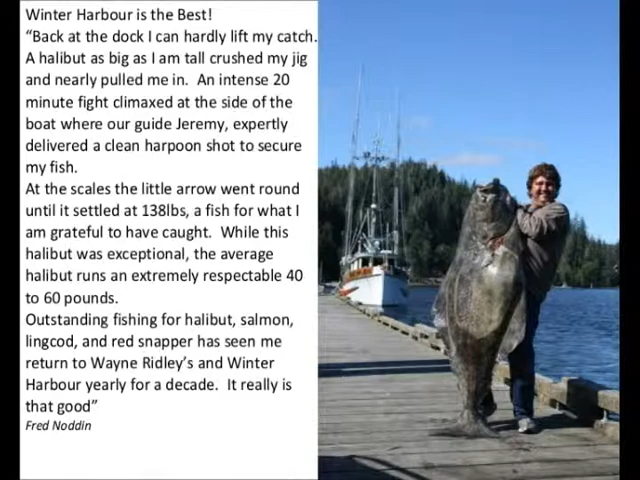 Winter Harbour is the Best!
“Back at the dock I can hardly lift my catch.
A halibut as big as I am tall crushed my jig
and nearly pulled me in.  An intense 20
minute fight climaxed at the side of the
boat where our guide Jeremy, expertly
delivered a clean harpoon shot to secure
my fish.
At the scales the little arrow went round
until it settled at 138lbs, a fish for what I
am grateful to have caught.  While this
halibut was exceptional, the average
halibut runs an extremely respectable 40
to 60 pounds.
Outstanding fishing for halibut, salmon,
lingcod, and red snapper has seen me
return to Wayne Ridley’s and Winter
Harbour yearly for a decade.  It really is
that good”
Fred Noddin